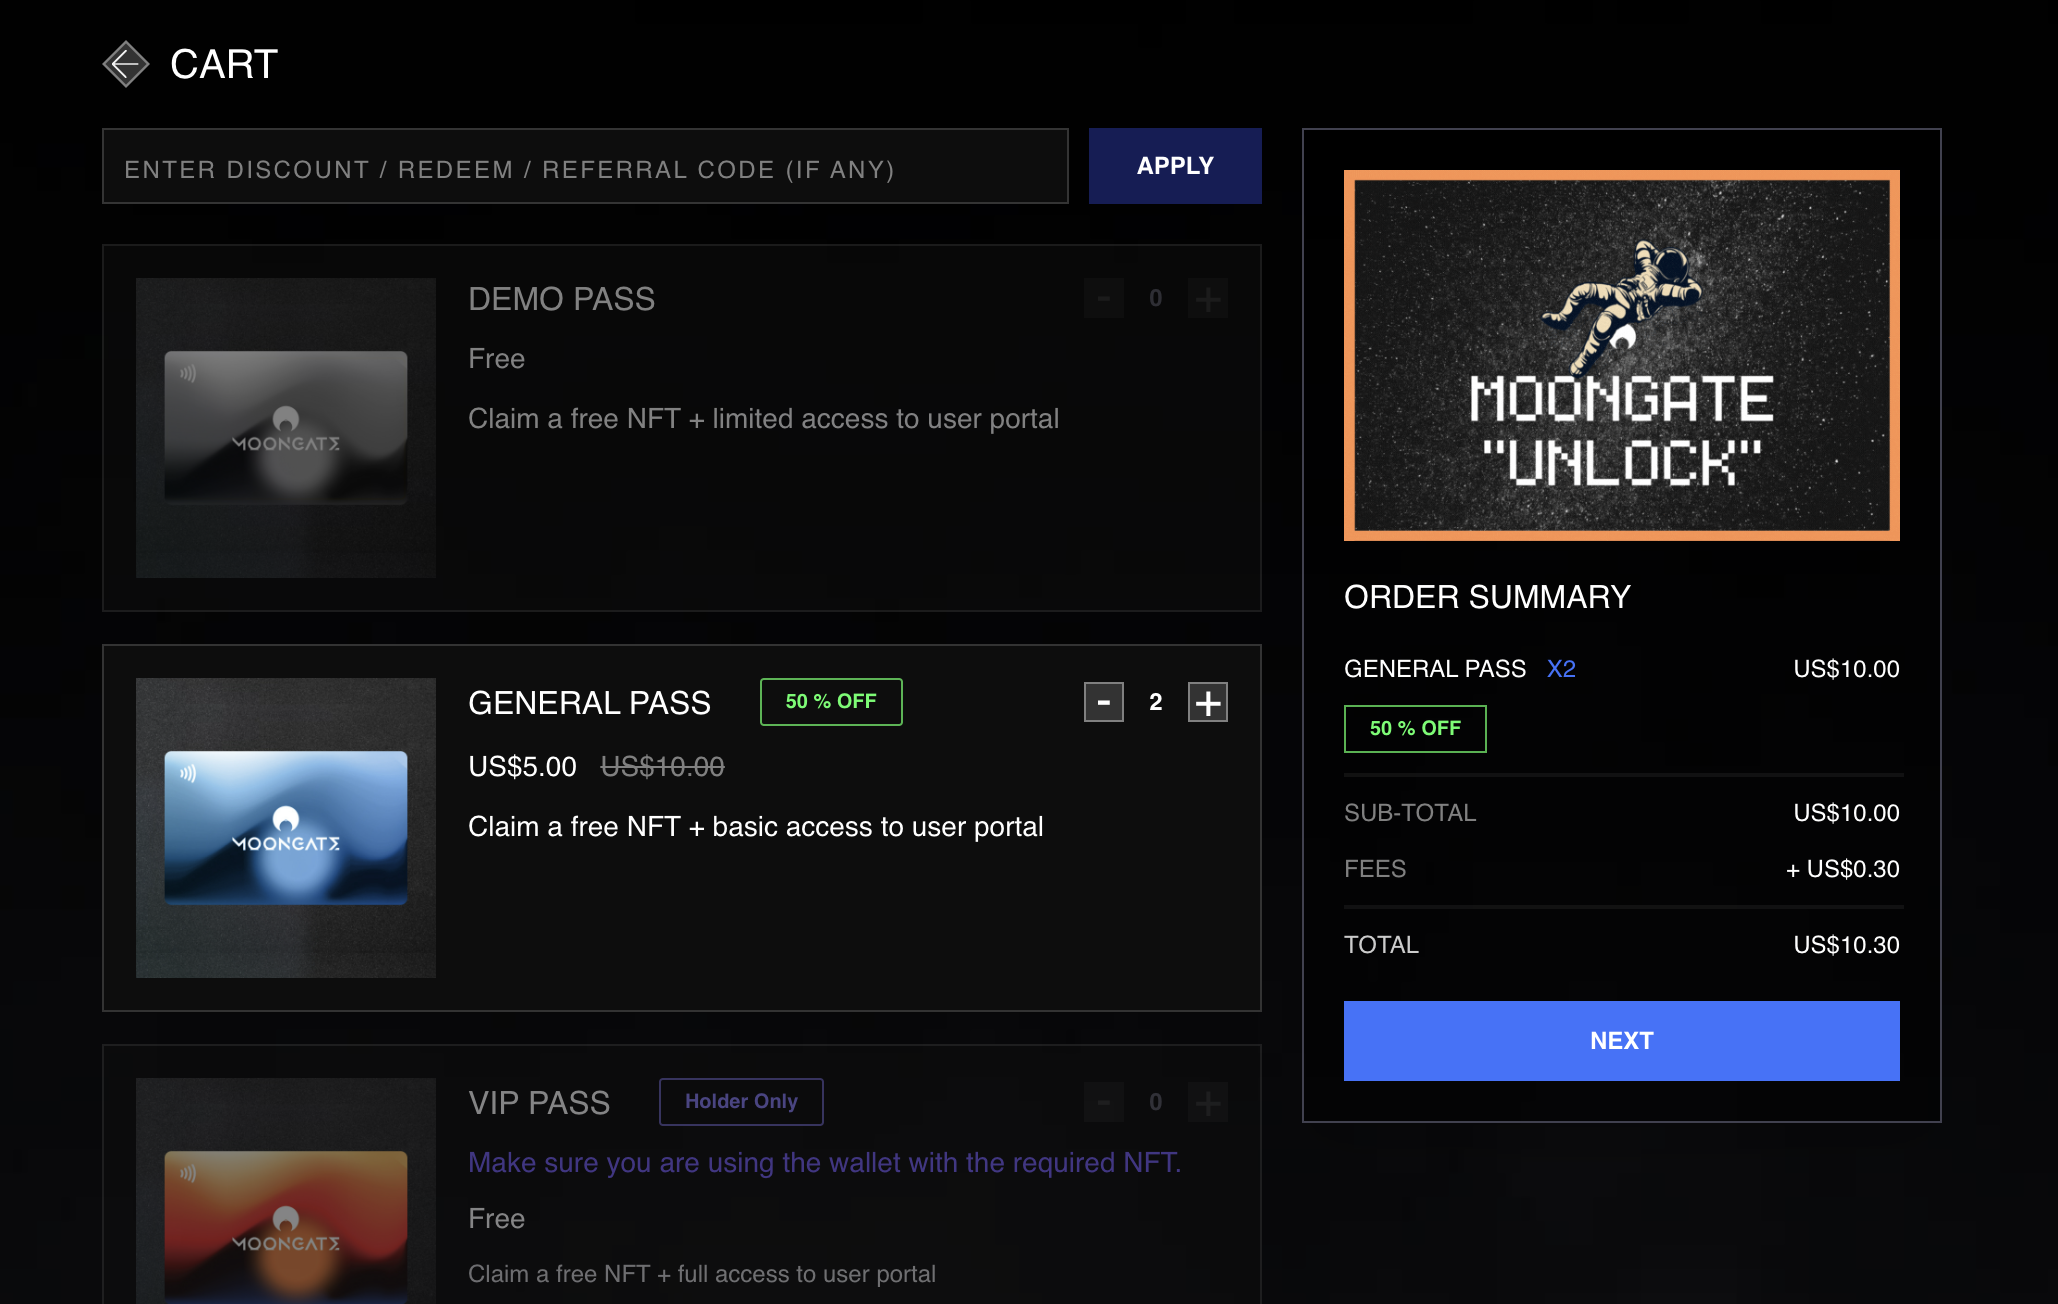 CART
ENTER DISCOUNT / REDEEM / REFERRAL CODE (IF ANY)
APPLY
MOONGATE
DEMO PASS
- 0 +
Free
Claim a free NFT + limited access to user portal
MOONGATE
GENERAL PASS 50 % OFF
- 2 +
US$5.00 US$10.00
Claim a free NFT + basic access to user portal
MOONGATE
VIP PASS Holder Only
- 0 +
Make sure you are using the wallet with the required NFT.
Free
Claim a free NFT + full access to user portal
MOONGATE
"UNLOCK"
ORDER SUMMARY
GENERAL PASS X2 US$10.00
50 % OFF
SUB-TOTAL US$10.00
FEES + US$0.30
TOTAL US$10.30
NEXT